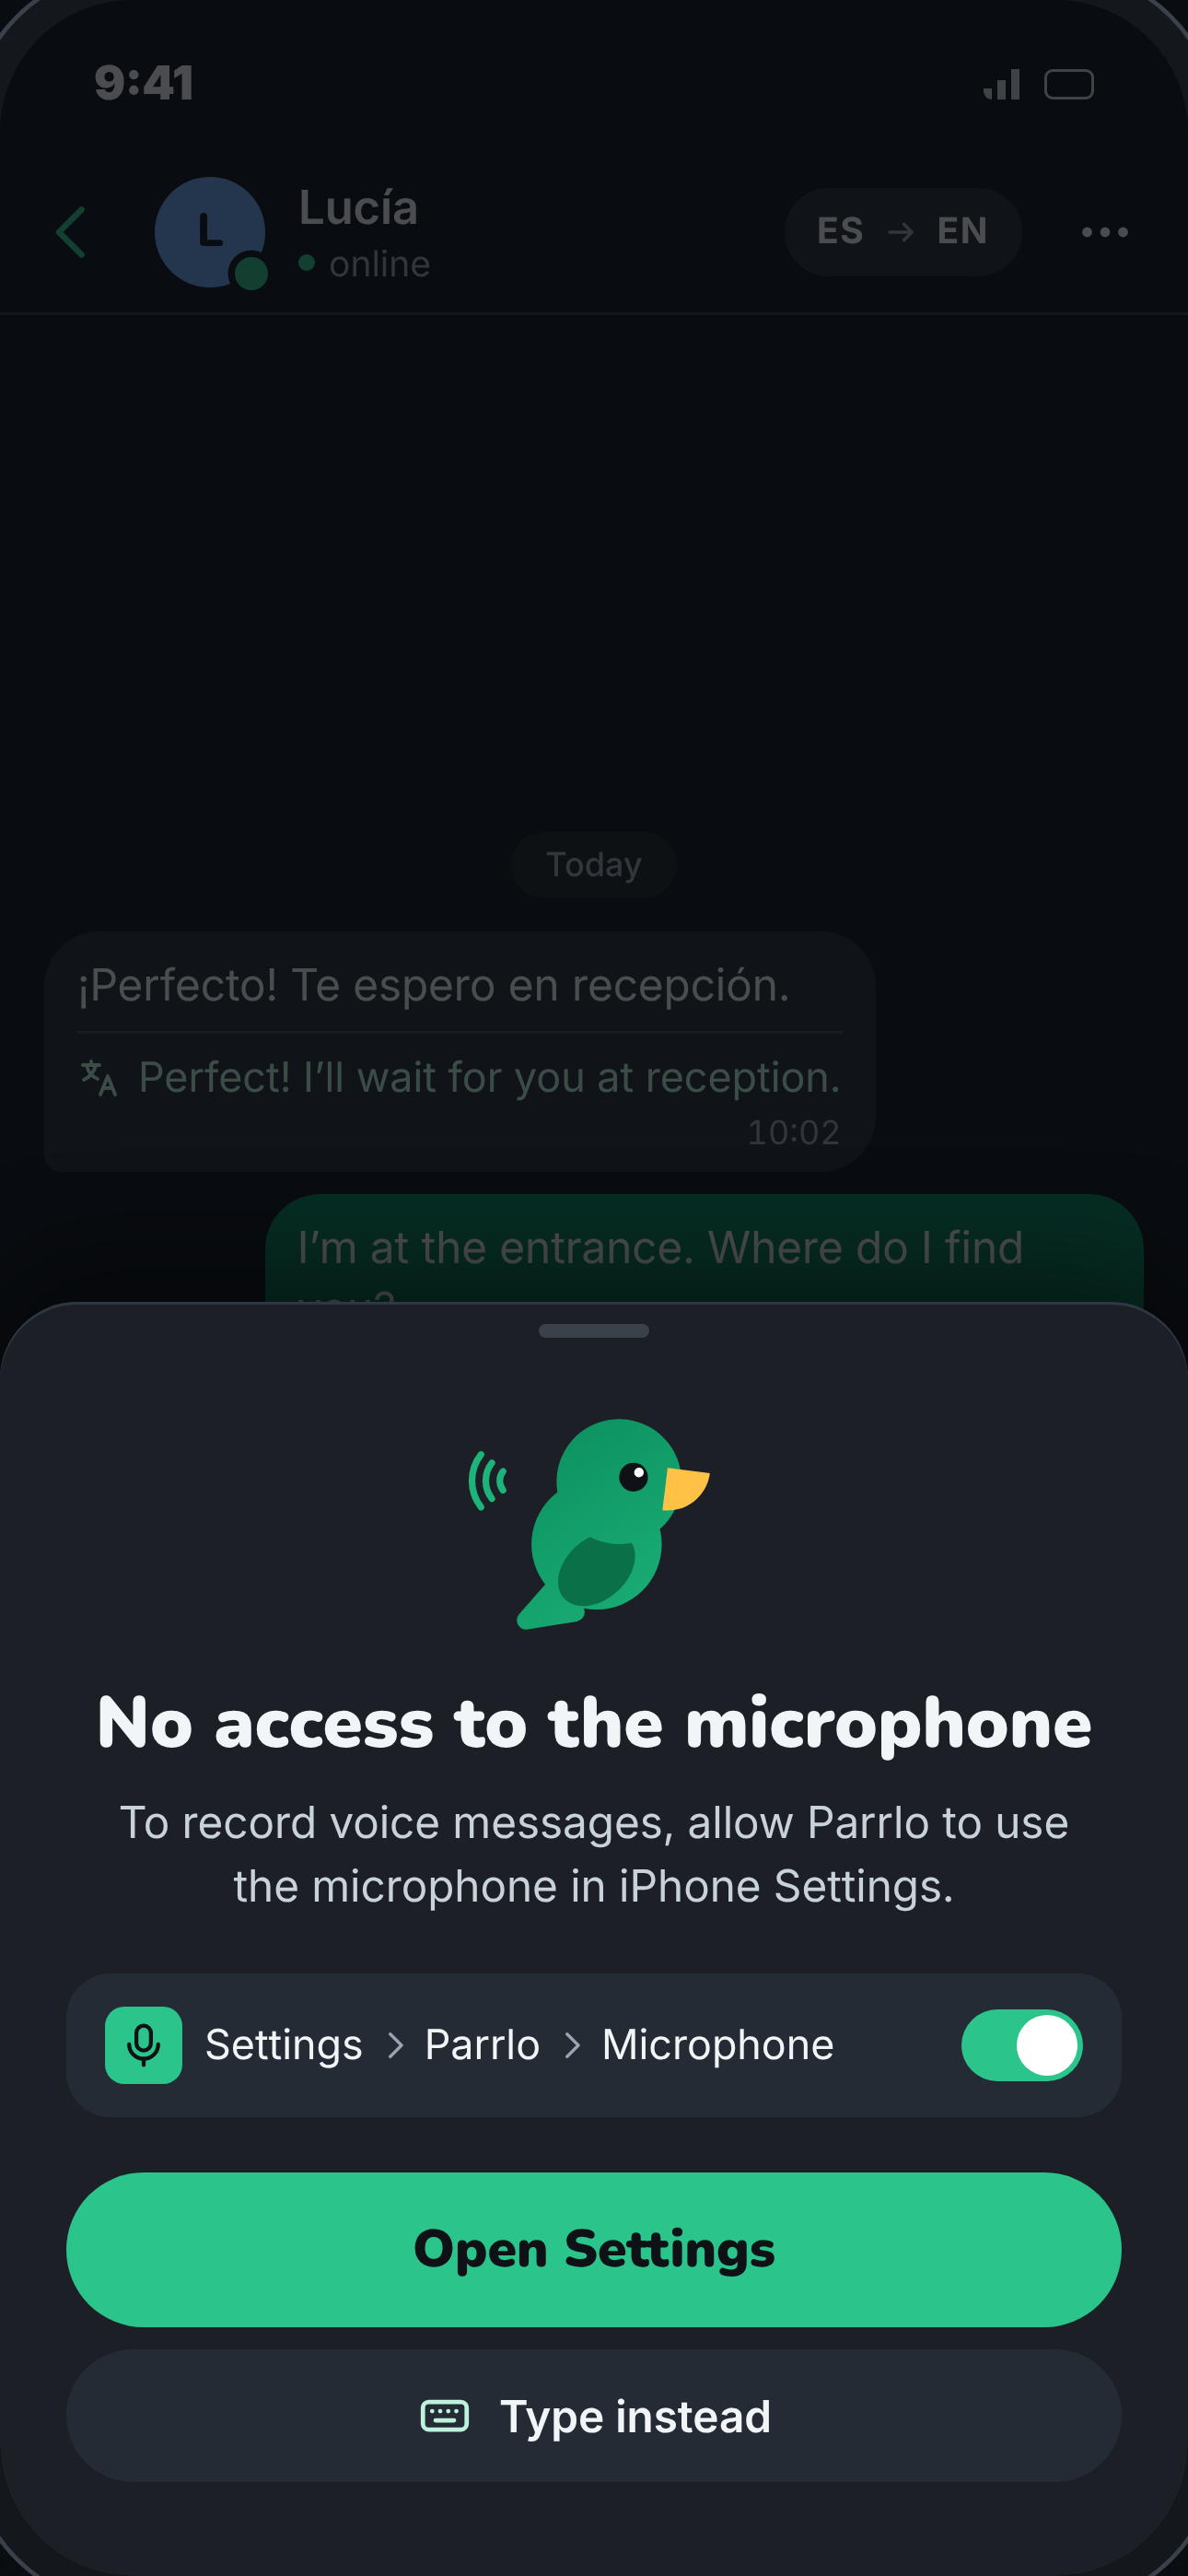 9:41
L
Lucía
online
ES → EN
Today
¡Perfecto! Te espero en recepción.
Perfect! I’ll wait for you at reception.
10:02
I’m at the entrance. Where do I find
you?
No access to the microphone
To record voice messages, allow Parrlo to use
the microphone in iPhone Settings.
Settings > Parrlo > Microphone
Open Settings
Type instead